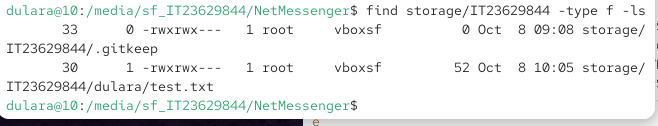 dulara@10:/media/sf_IT23629844/NetMessenger$ find storage/IT23629844 -type f -ls
33 0 -rwxrwx--- 1 root vboxsf 0 Oct 8 09:08 storage/
IT23629844/.gitkeep
30 1 -rwxrwx--- 1 root vboxsf 52 Oct 8 10:05 storage/
IT23629844/dulara/test.txt
dulara@10:/media/sf_IT23629844/NetMessenger$
e